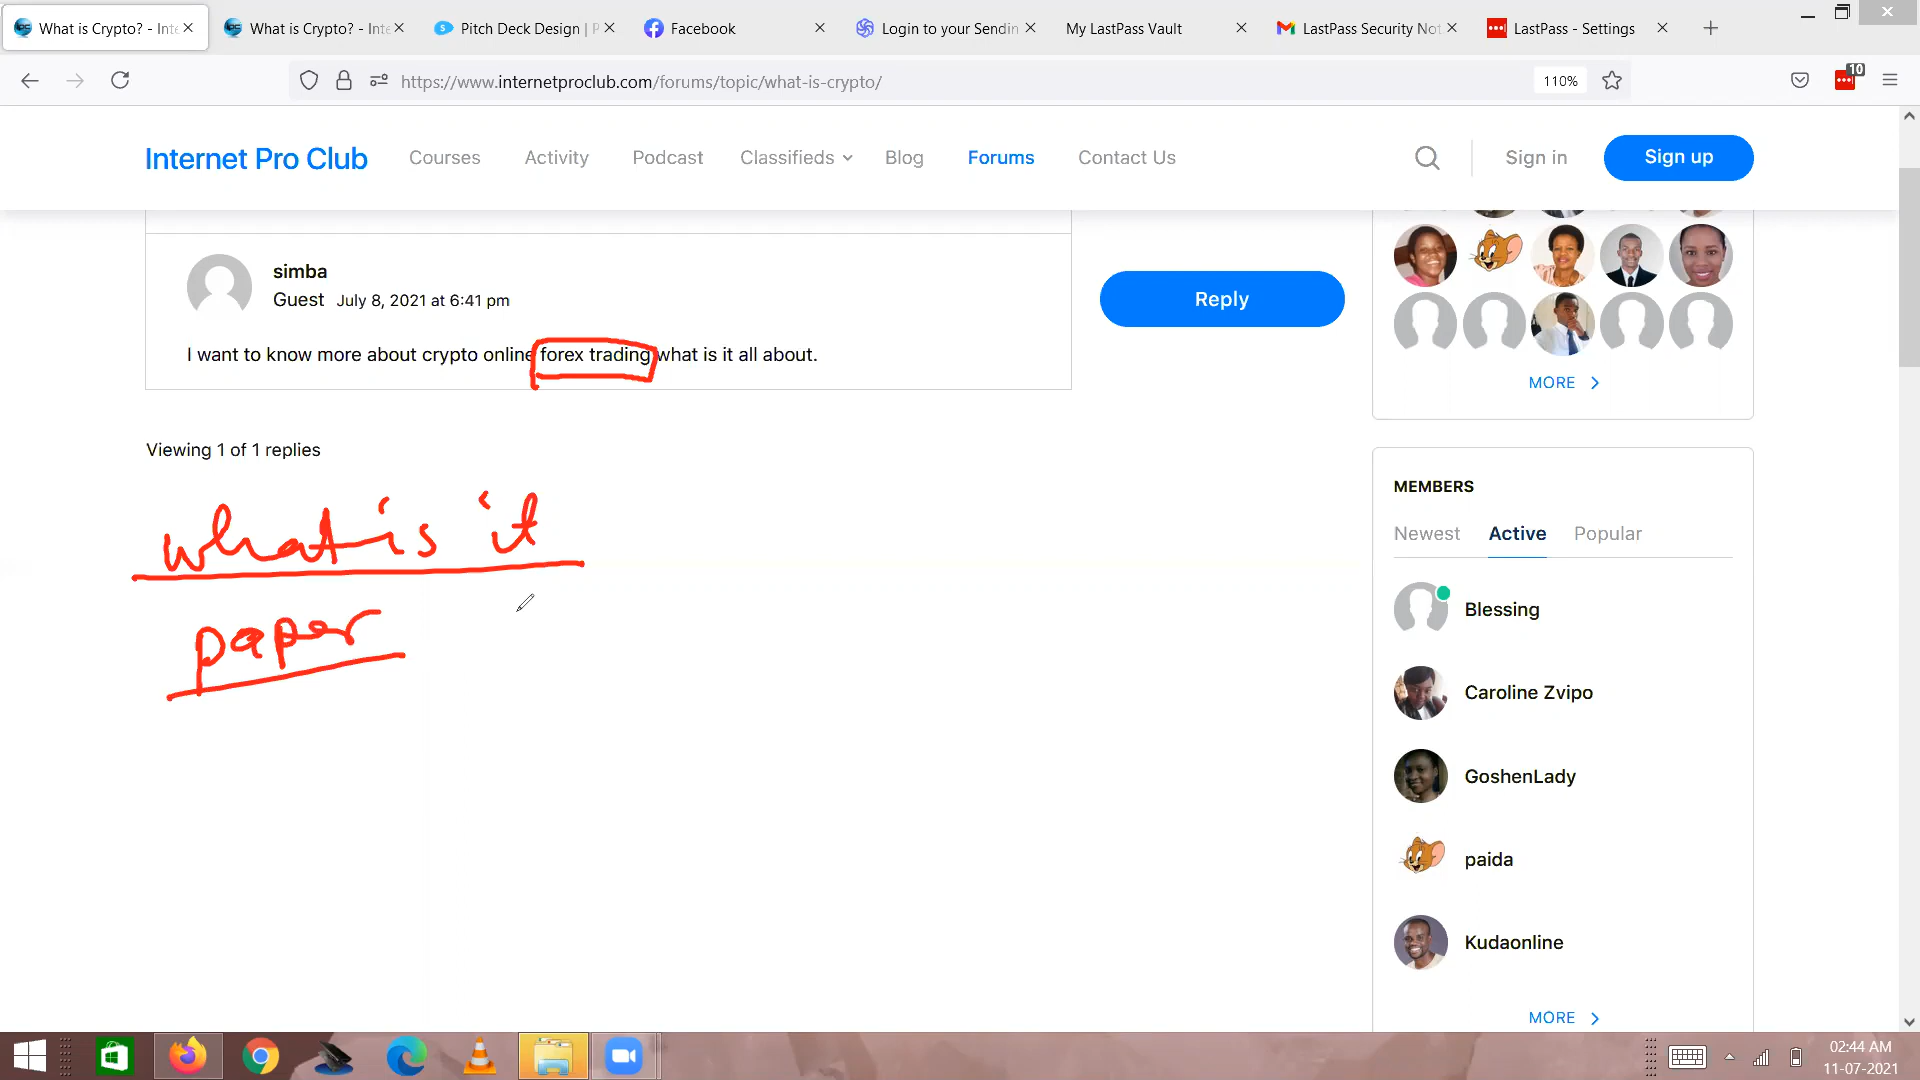 What is Crypto? - Inte
What is Crypto? - Inte
Pitch Deck Design | P
Facebook
Login to your Sendin
My LastPass Vault
LastPass Security Not
LastPass - Settings
https://www.internetproclub.com/forums/topic/what-is-crypto/
110%
10
Internet Pro Club
Courses
Activity
Podcast
Classifieds
Blog
Forums
Contact Us
Sign in
Sign up
simba
Guest July 8, 2021 at 6:41 pm
I want to know more about crypto online forex trading what is it all about.
Reply
Viewing 1 of 1 replies
what is it
paper
MORE
MEMBERS
Newest Active Popular
Blessing
Caroline Zvipo
GoshenLady
paida
Kudaonline
MORE
02:44 AM
11-07-2021